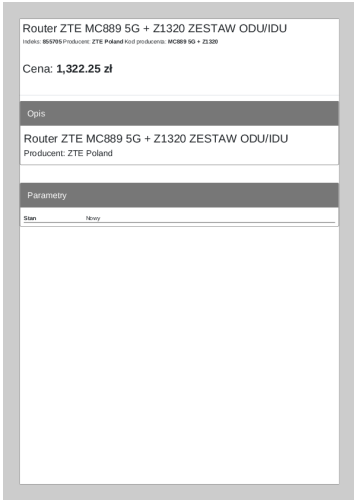 Router ZTE MC889 5G + Z1320 ZESTAW ODU/IDU
Indeks: 855705 Producent: ZTE Poland Kod producenta: MC889 5G + Z1320
Cena: 1,322.25 zł
Opis
Router ZTE MC889 5G + Z1320 ZESTAW ODU/IDU
Producent: ZTE Poland
Parametry
Stan Nowy